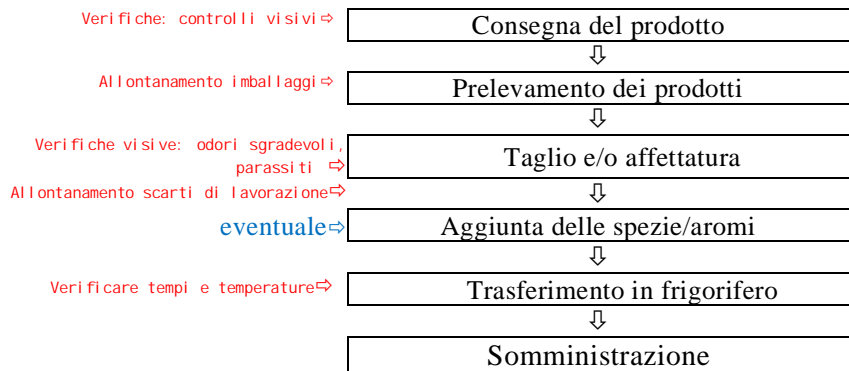 Verifiche: controlli visivi⇨ Consegna del prodotto
⇩
Allontanamento imballaggi⇨ Prelevamento dei prodotti
⇩
Verifiche visive: odori sgradevoli,
parassiti ⇨ Taglio e/o affettatura
Allontanamento scarti di lavorazione⇨ ⇩
eventuale⇨ Aggiunta delle spezie/aromi
⇩
Verificare tempi e temperature⇨ Trasferimento in frigorifero
⇩
Somministrazione